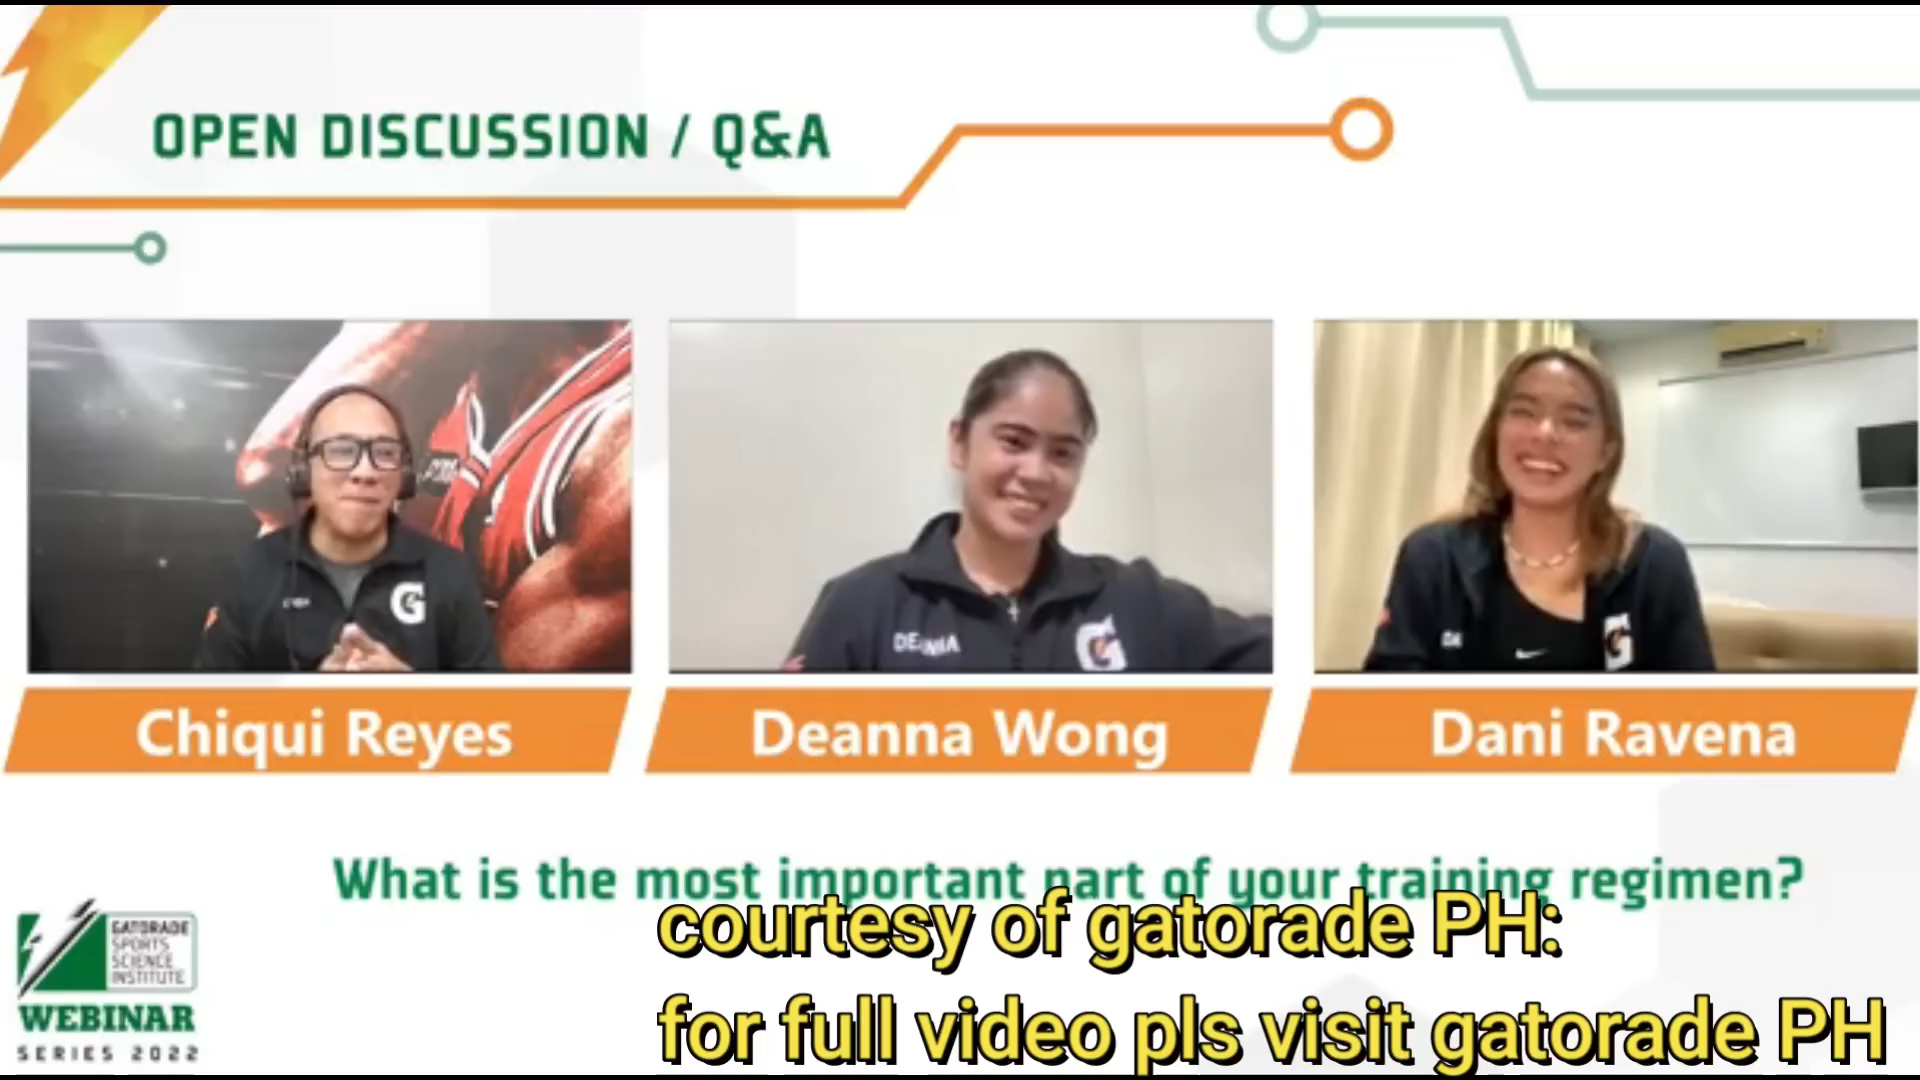 OPEN DISCUSSION / Q&A
DEANNA
G
G
G
Chiqui Reyes
Deanna Wong
Dani Ravena
What is the most important part of your training regimen?
courtesy of gatorade PH:
for full video pls visit gatorade PH
GATORADE
SPORTS
SCIENCE
INSTITUTE
WEBINAR
SERIES 2022